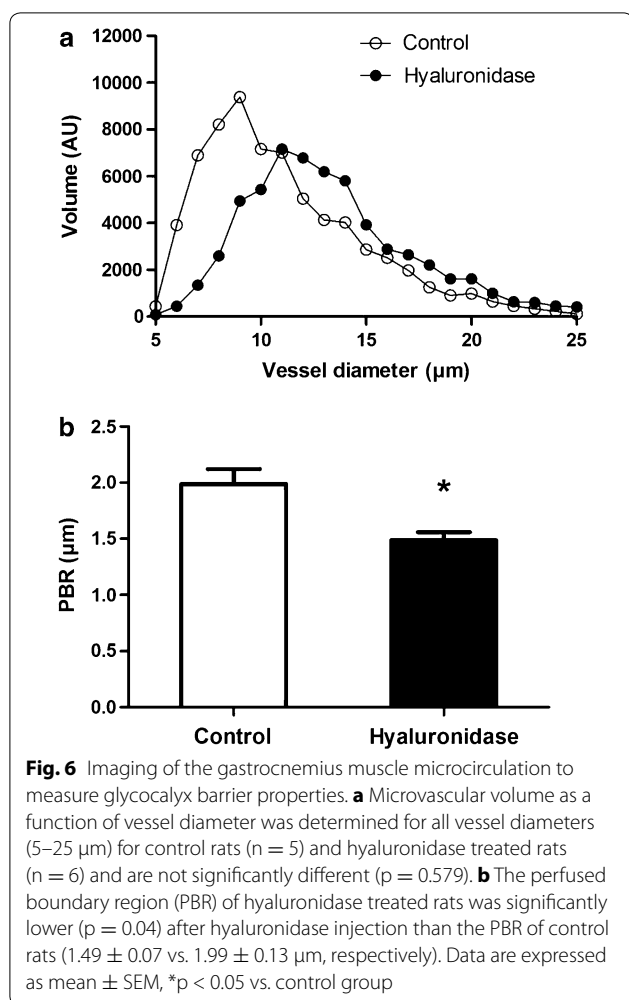 a
12000
10000
8000
6000
4000
2000
0
Volume (AU)
Control
Hyaluronidase
5 10 15 20 25
Vessel diameter (µm)
b
2.5
2.0
1.5
1.0
0.5
0.0
PBR (µm)
*
Control Hyaluronidase
Fig. 6 Imaging of the gastrocnemius muscle microcirculation to
measure glycocalyx barrier properties. a Microvascular volume as a
function of vessel diameter was determined for all vessel diameters
(5–25 µm) for control rats (n = 5) and hyaluronidase treated rats
(n = 6) and are not significantly different (p = 0.579). b The perfused
boundary region (PBR) of hyaluronidase treated rats was significantly
lower (p = 0.04) after hyaluronidase injection than the PBR of control
rats (1.49 ± 0.07 vs. 1.99 ± 0.13 µm, respectively). Data are expressed
as mean ± SEM, *p < 0.05 vs. control group